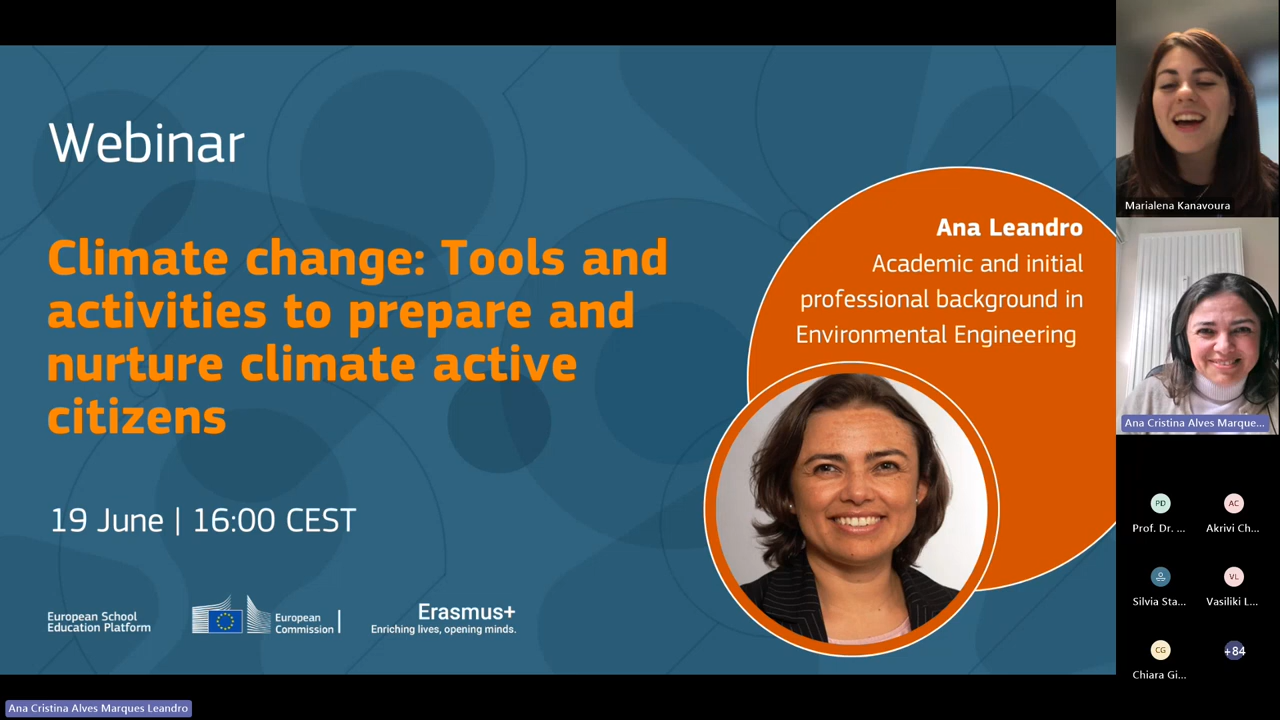 Webinar
Climate change: Tools and
activities to prepare and
nurture climate active
citizens
19 June | 16:00 CEST
European School
Education Platform
European
Commission
Erasmus+
Enriching lives, opening minds.
Ana Leandro
Academic and initial
professional background in
Environmental Engineering
Marialena Kanavoura
Ana Cristina Alves Marque...
PD
Prof. Dr. ...
AC
Akrivi Ch...
Silvia Sta...
VL
Vasiliki L...
CG
Chiara Gi...
+84
Ana Cristina Alves Marques Leandro